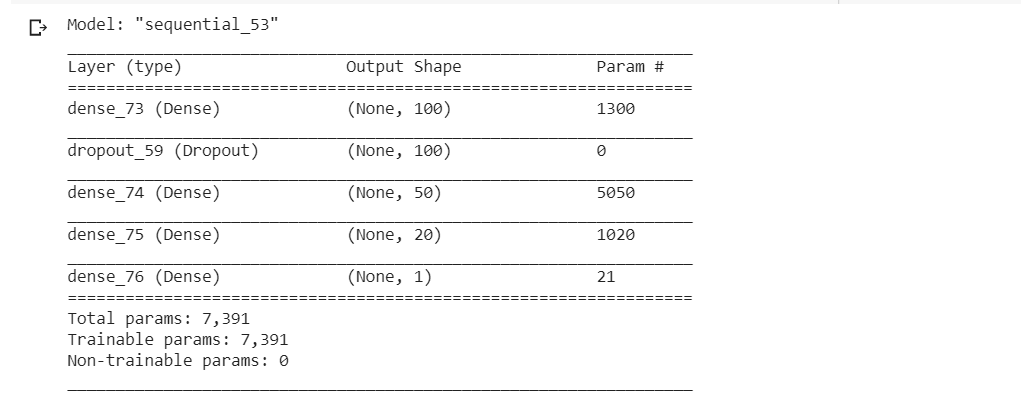 Model: "sequential_53"
Layer (type) Output Shape Param #
dense_73 (Dense) (None, 100) 1300
dropout_59 (Dropout) (None, 100) 0
dense_74 (Dense) (None, 50) 5050
dense_75 (Dense) (None, 20) 1020
dense_76 (Dense) (None, 1) 21
Total params: 7,391
Trainable params: 7,391
Non-trainable params: 0